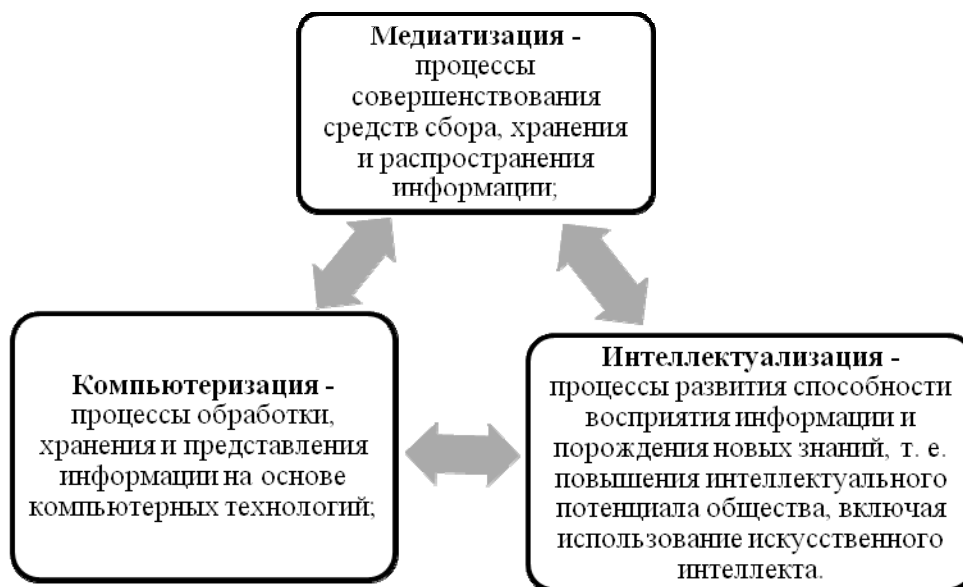 Медиатизация -
процессы
совершенствования
средств сбора, хранения
и распространения
информации;
Компьютеризация -
процессы обработки,
хранения и представления
информации на основе
компьютерных технологий;
Интеллектуализация -
процессы развития способности
восприятия информации и
порождения новых знаний, т. е.
повышения интеллектуального
потенциала общества, включая
использование искусственного
интеллекта.